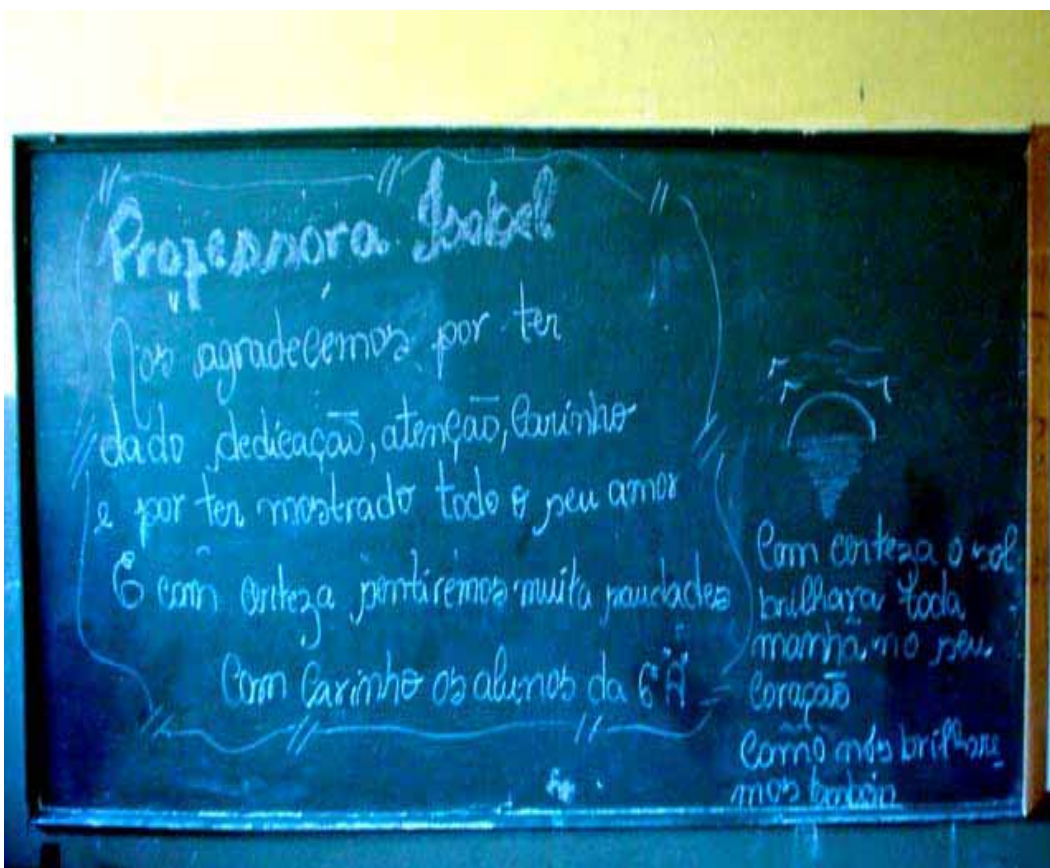 Professora Isabel
Nos agradecemos por ter
dado dedicação, atenção, carinho
e por ter mostrado todo o seu amor
E com certeza sentiremos muita saudades
Com carinho os alunos da 6ª "A"
Com certeza o sol
brilhara toda
manhã no seu
coração
como nós brilhare
mos